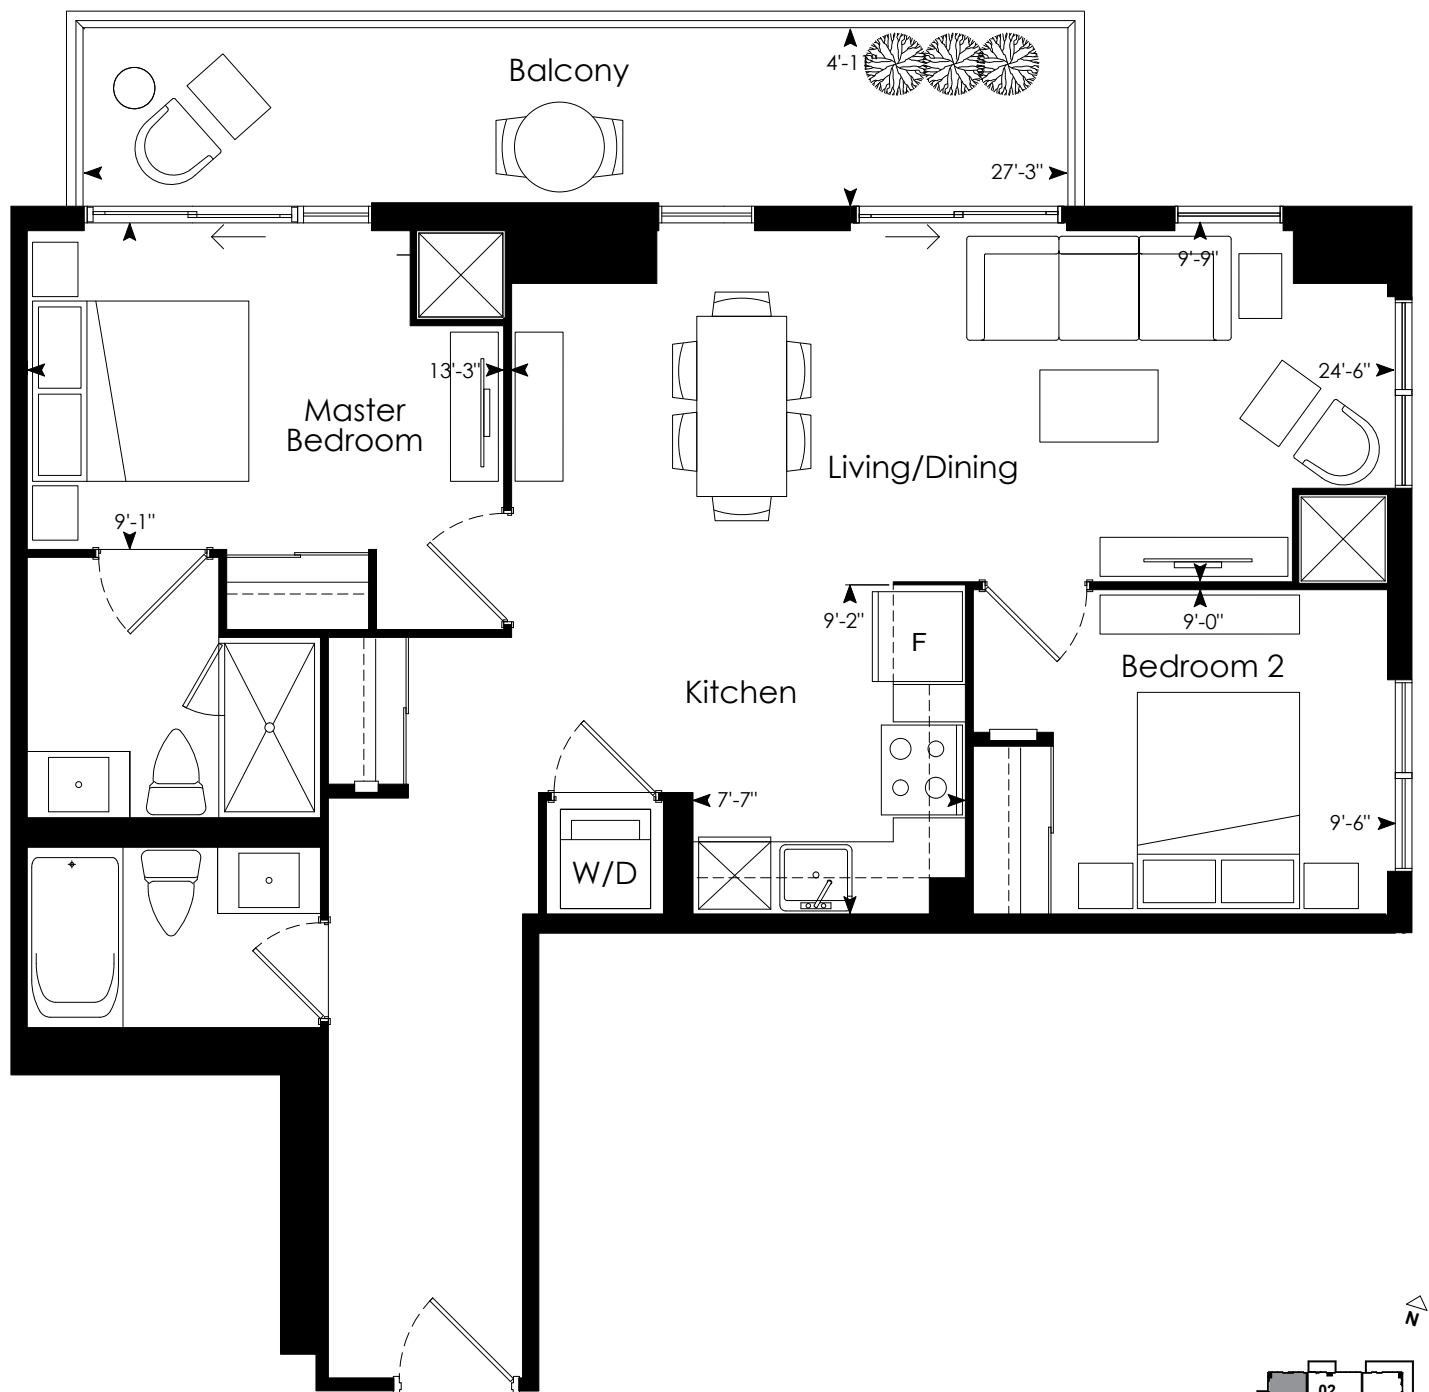 Balcony
4'-11"
27'-3"
9'-9"
13'-3"
24'-6"
Master
Bedroom
Living/Dining
9'-1"
9'-2"
F
9'-0"
Bedroom 2
Kitchen
7'-7"
9'-6"
W/D
N
02